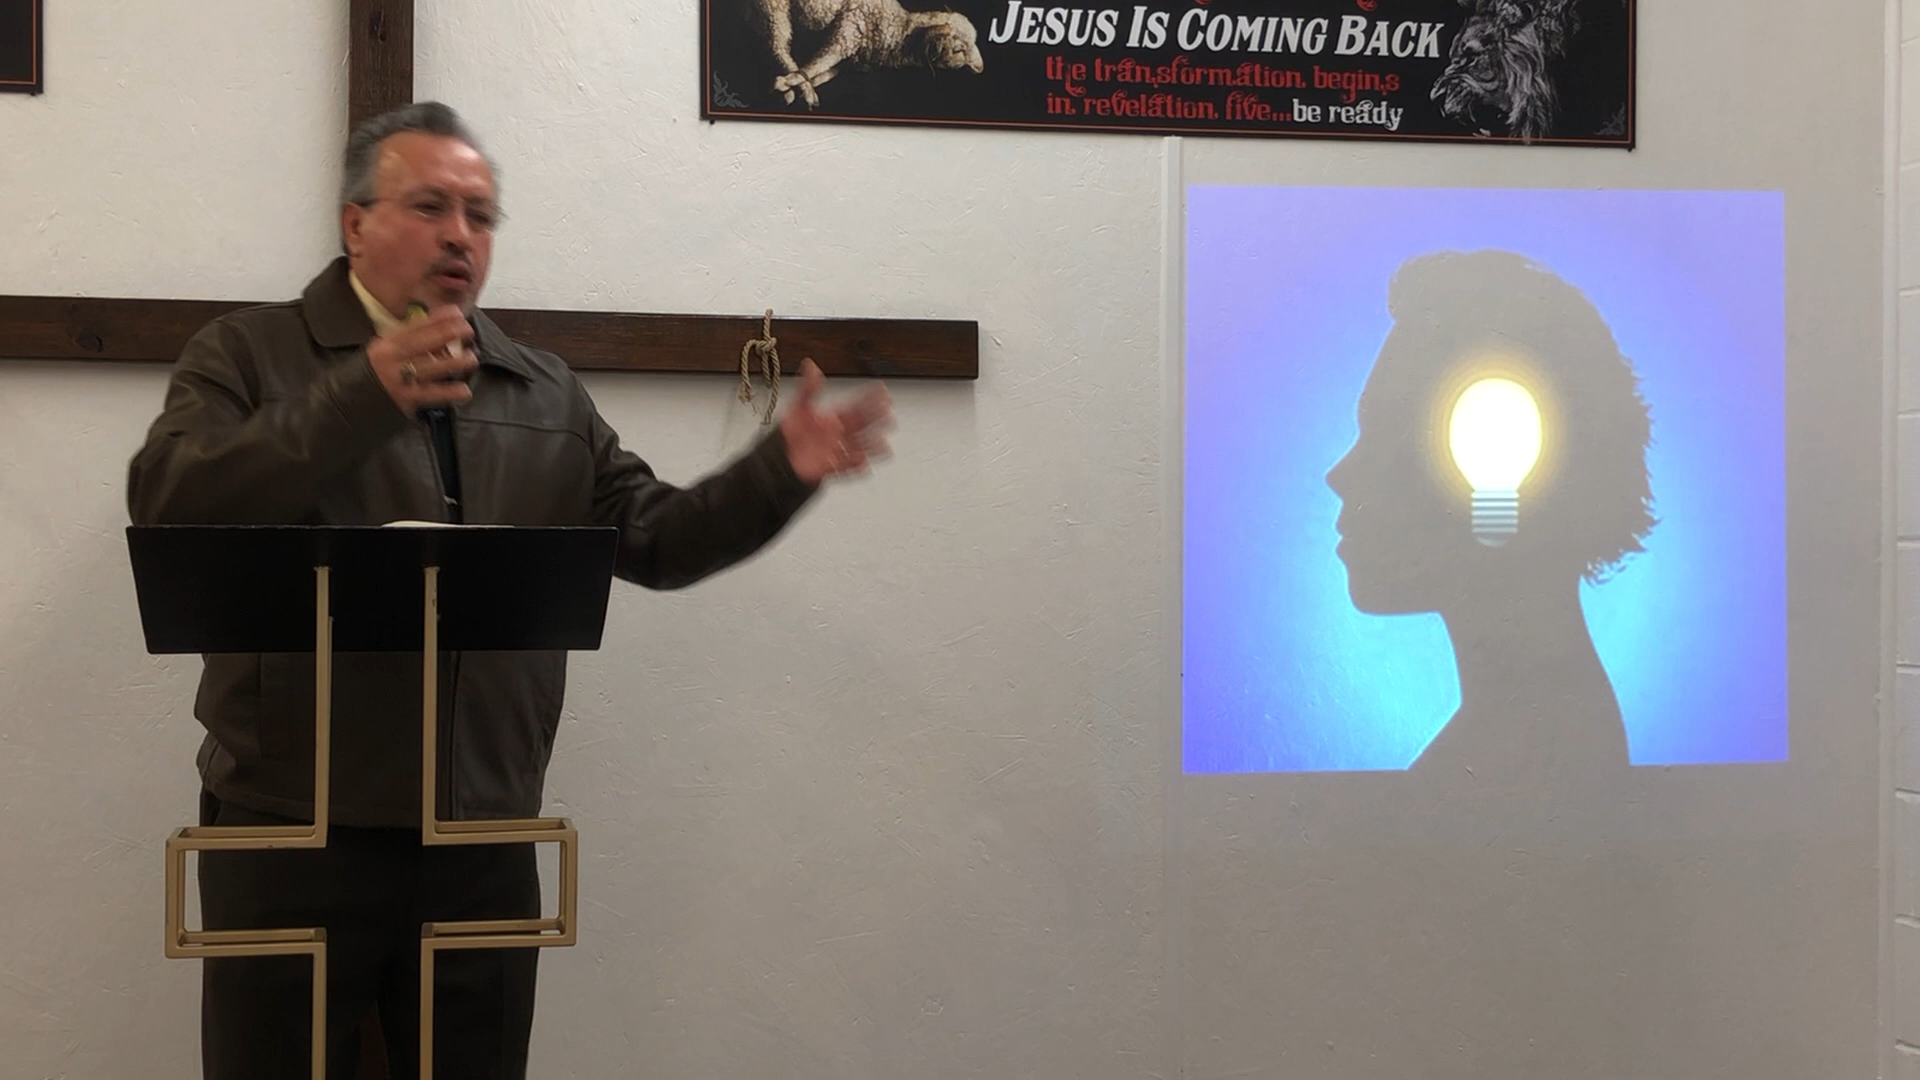 JESUS IS COMING BACK
the transformation begins
in revelation five...be ready